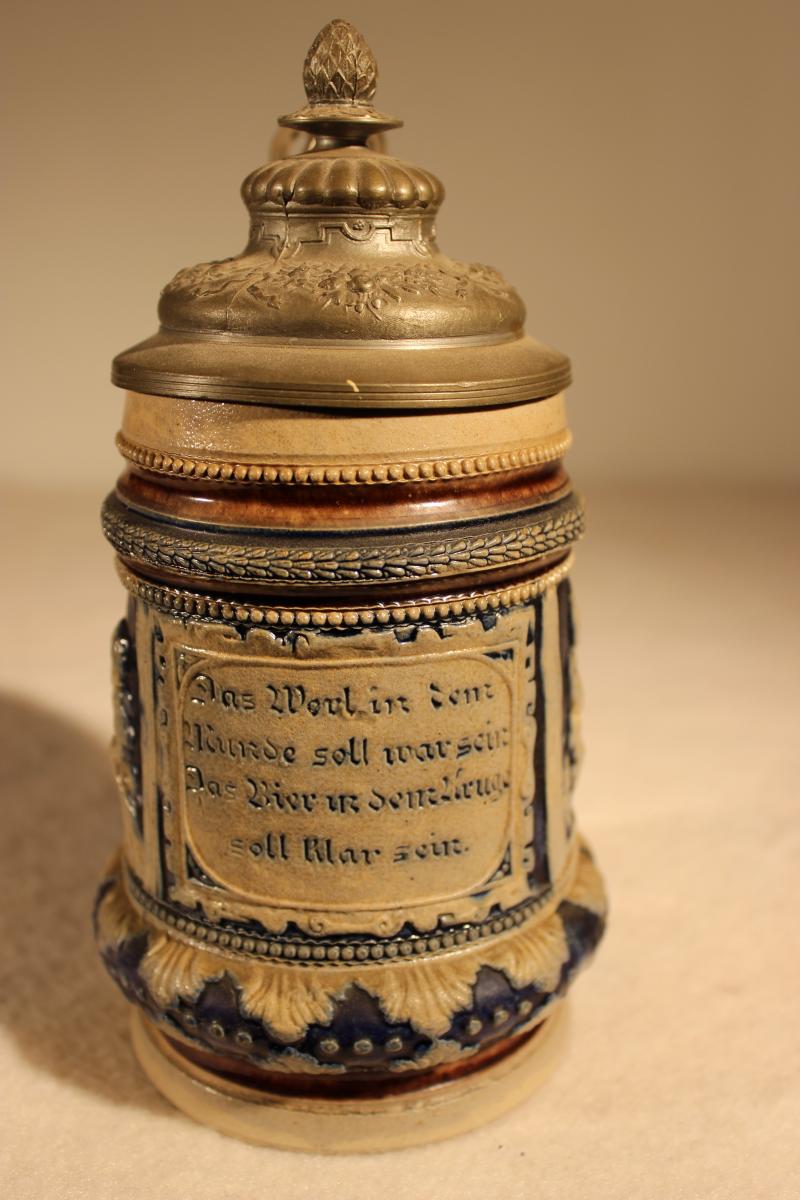 Das Wort in dem
Munde soll war sein
Das Bier in dem Kruge
soll klar sein.